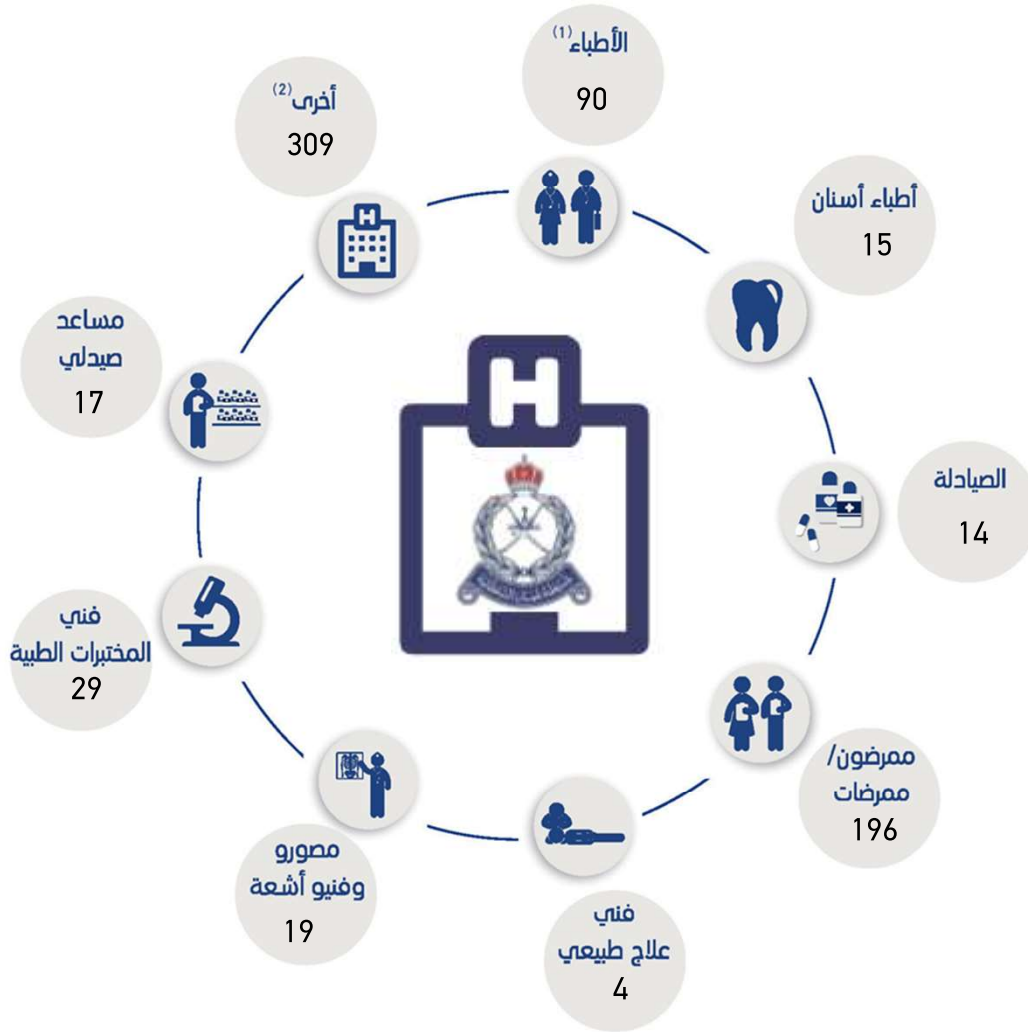 الأطباء(1)
90
أطباء أسنان
15
الصيادلة
14
ممرضون/
ممرضات
196
فني
علاج طبيعي
4
مصورو
وفنيو أشعة
19
فني
المختبرات الطبية
29
مساعد
صيدلي
17
أخرى(2)
309
H
H